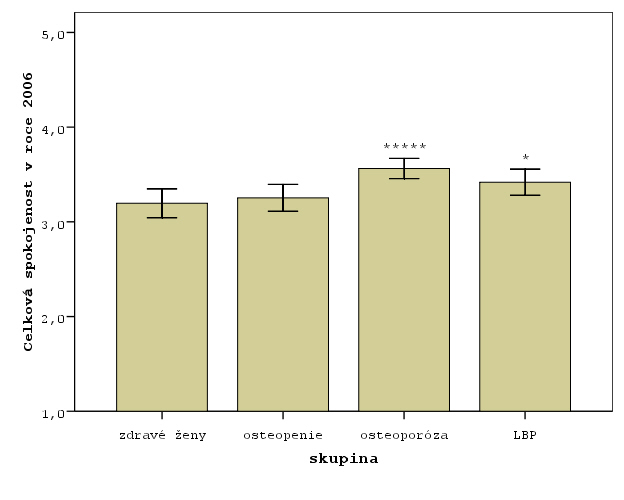 Celková spokojenost v roce 2006
5,0
4,0
3,0
2,0
1,0
*****
*
zdravé ženy
osteopenie
osteoporóza
LBP
skupina